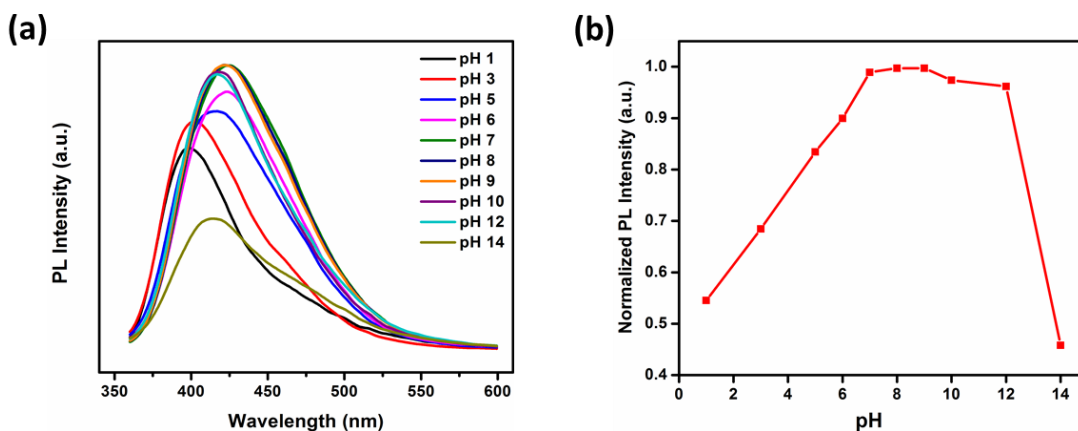 (a)
PL Intensity (a.u.)
pH 1
pH 3
pH 5
pH 6
pH 7
pH 8
pH 9
pH 10
pH 12
pH 14
350 400 450 500 550 600
Wavelength (nm)
(b)
Normalized PL Intensity (a.u.)
1.0
0.9
0.8
0.7
0.6
0.5
0.4
0 2 4 6 8 10 12 14
pH